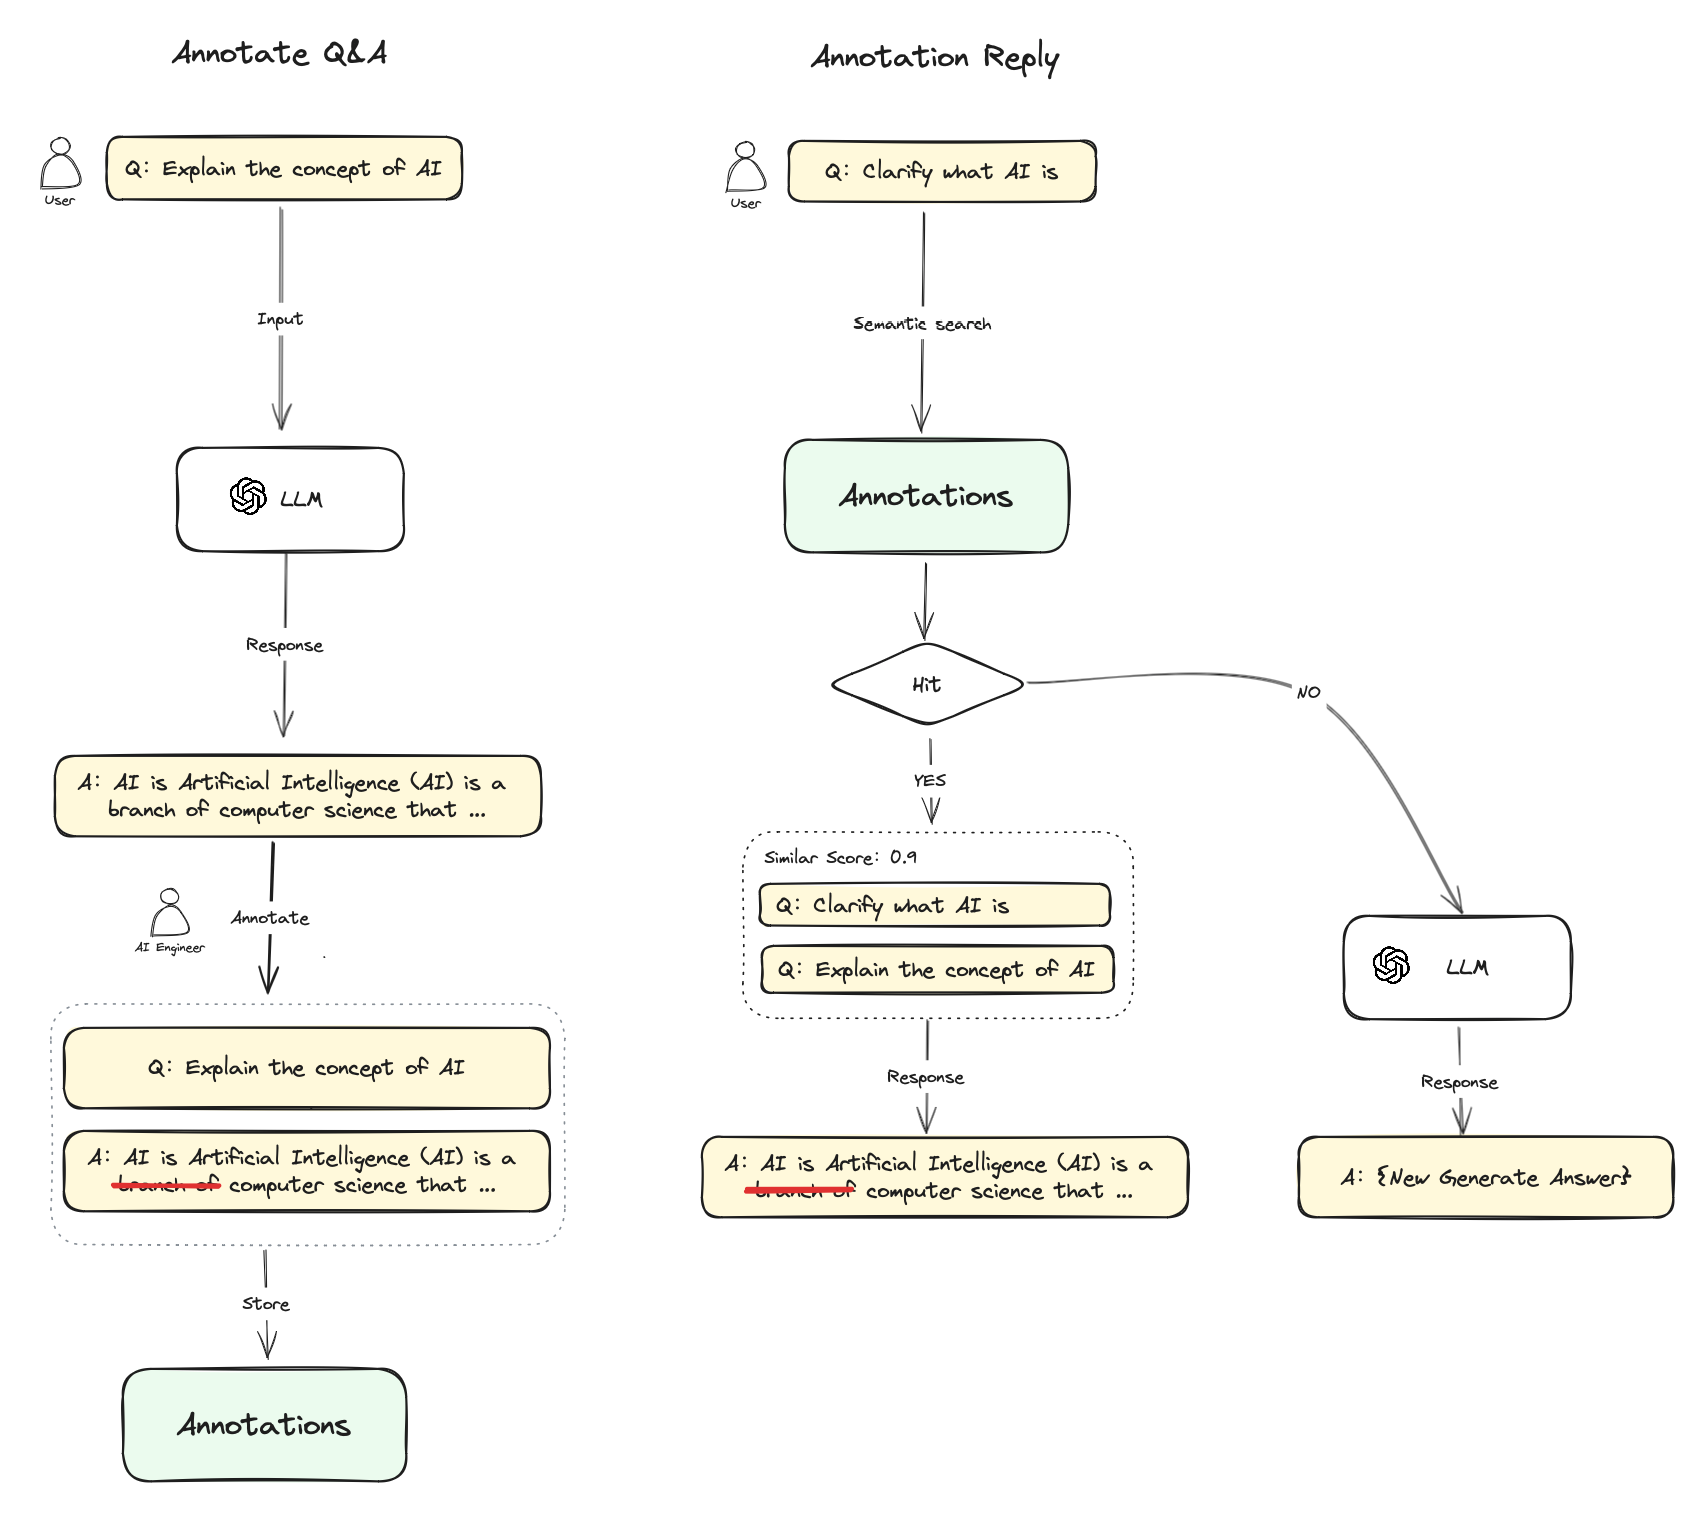 Annotate Q&A
User
Q: Explain the concept of AI
Input
LLM
Response
A: AI is Artificial Intelligence (AI) is a
branch of computer science that ...
AI Engineer
Annotate
Q: Explain the concept of AI
A: AI is Artificial Intelligence (AI) is a
branch of computer science that ...
Store
Annotations
Annotation Reply
User
Q: Clarify what AI is
Semantic search
Annotations
Hit
NO
YES
Similar Score: 0.9
Q: Clarify what AI is
Q: Explain the concept of AI
Response
A: AI is Artificial Intelligence (AI) is a
branch of computer science that ...
LLM
Response
A: {New Generate Answer}